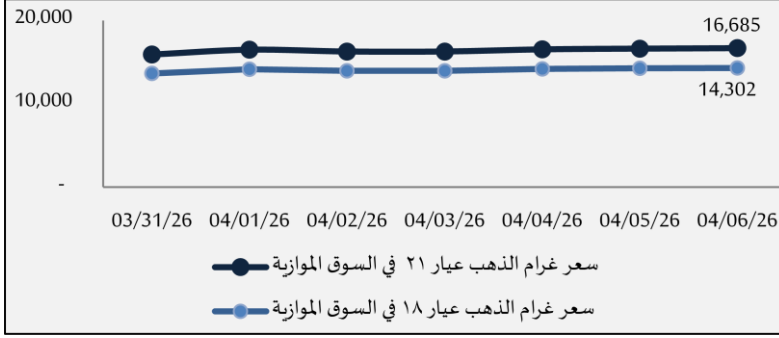 20,000
16,685
10,000
14,302
-
03/31/26 04/01/26 04/02/26 04/03/26 04/04/26 04/05/26 04/06/26
سعر غرام الذهب عيار ٢١ في السوق الموازية
سعر غرام الذهب عيار ١٨ في السوق الموازية